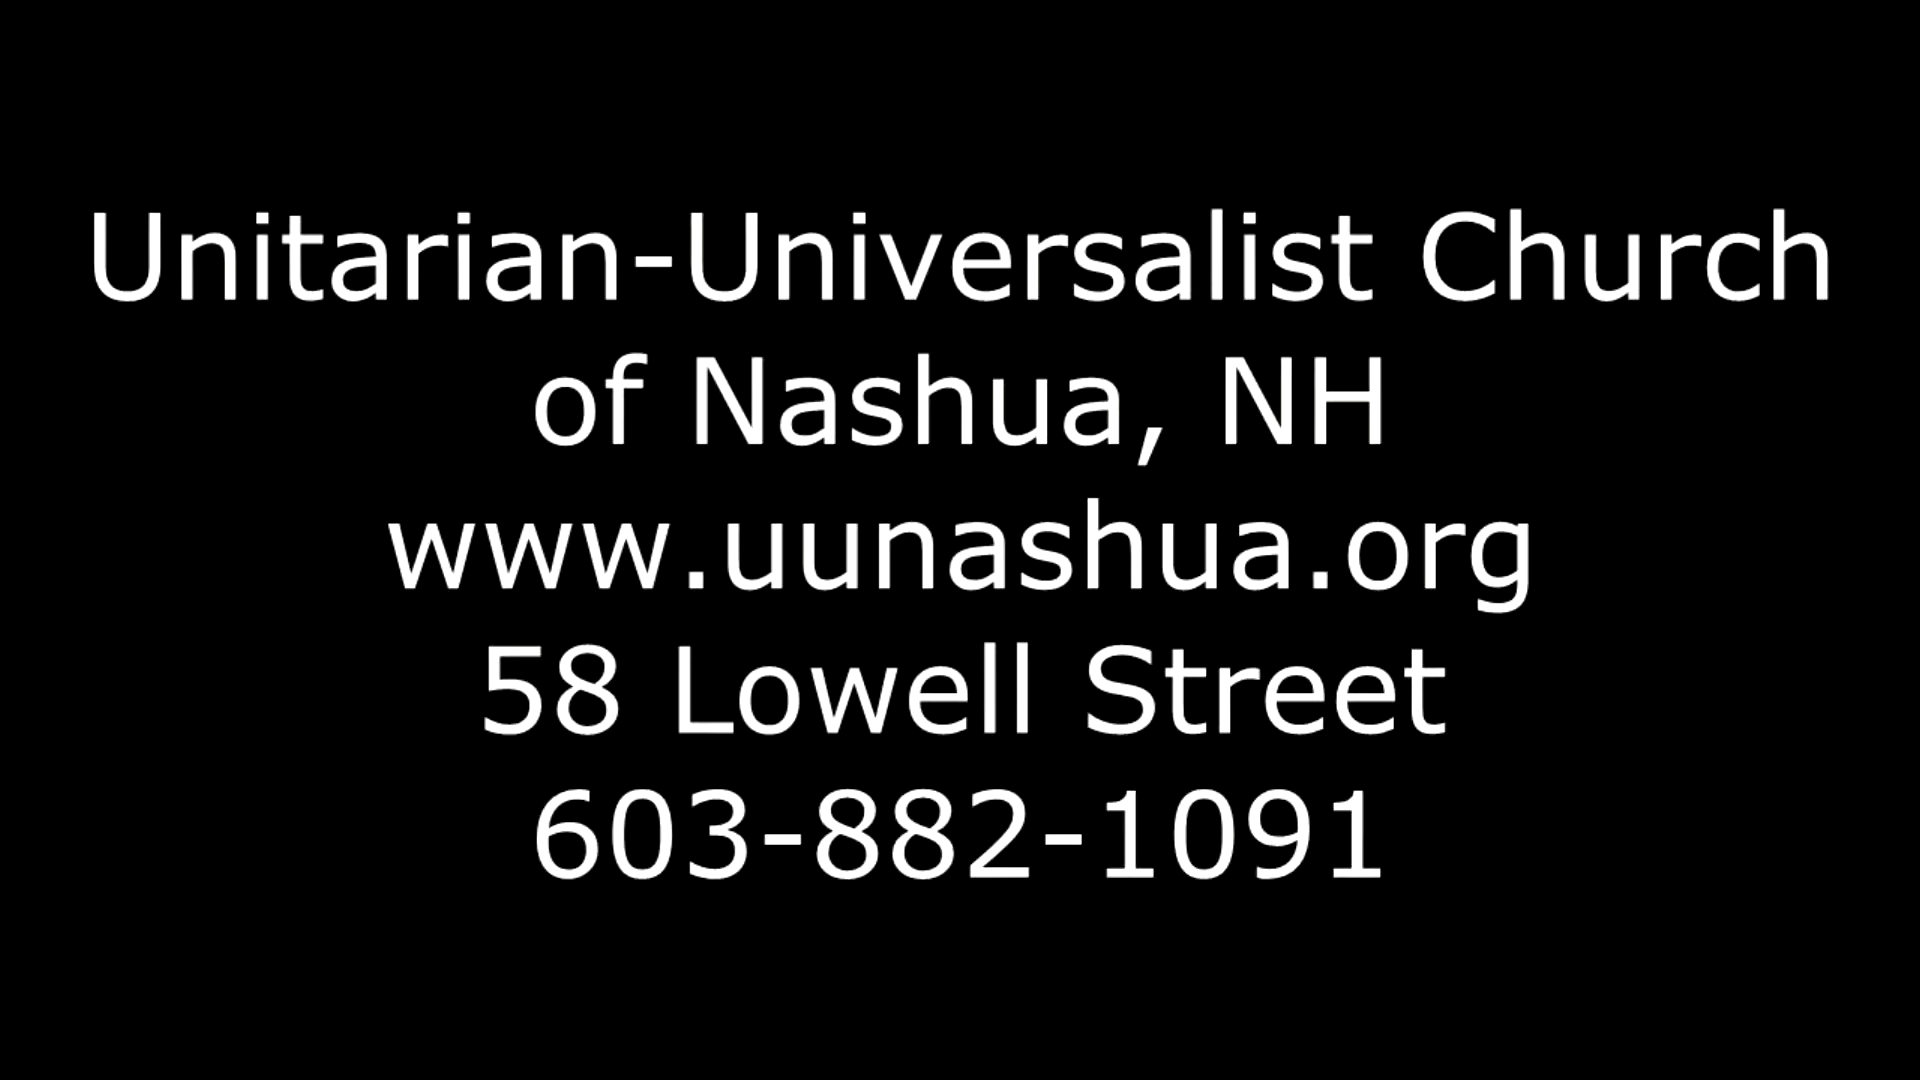 Unitarian-Universalist Church
of Nashua, NH
www.uunashua.org
58 Lowell Street
603-882-1091